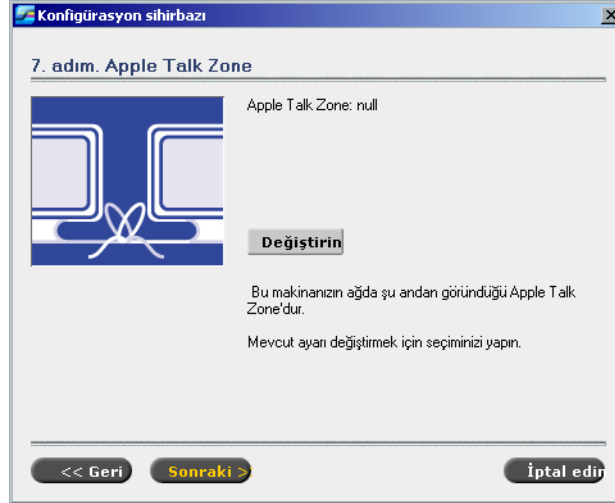 Konfigürasyon sihirbazı
7. adım. Apple Talk Zone
Apple Talk Zone: null
Değiştirin
Bu makinanızın ağda şu andan göründüğü Apple Talk
Zone'dur.
Mevcut ayarı değiştirmek için seçiminizi yapın.
<< Geri
Sonraki >
İptal edin